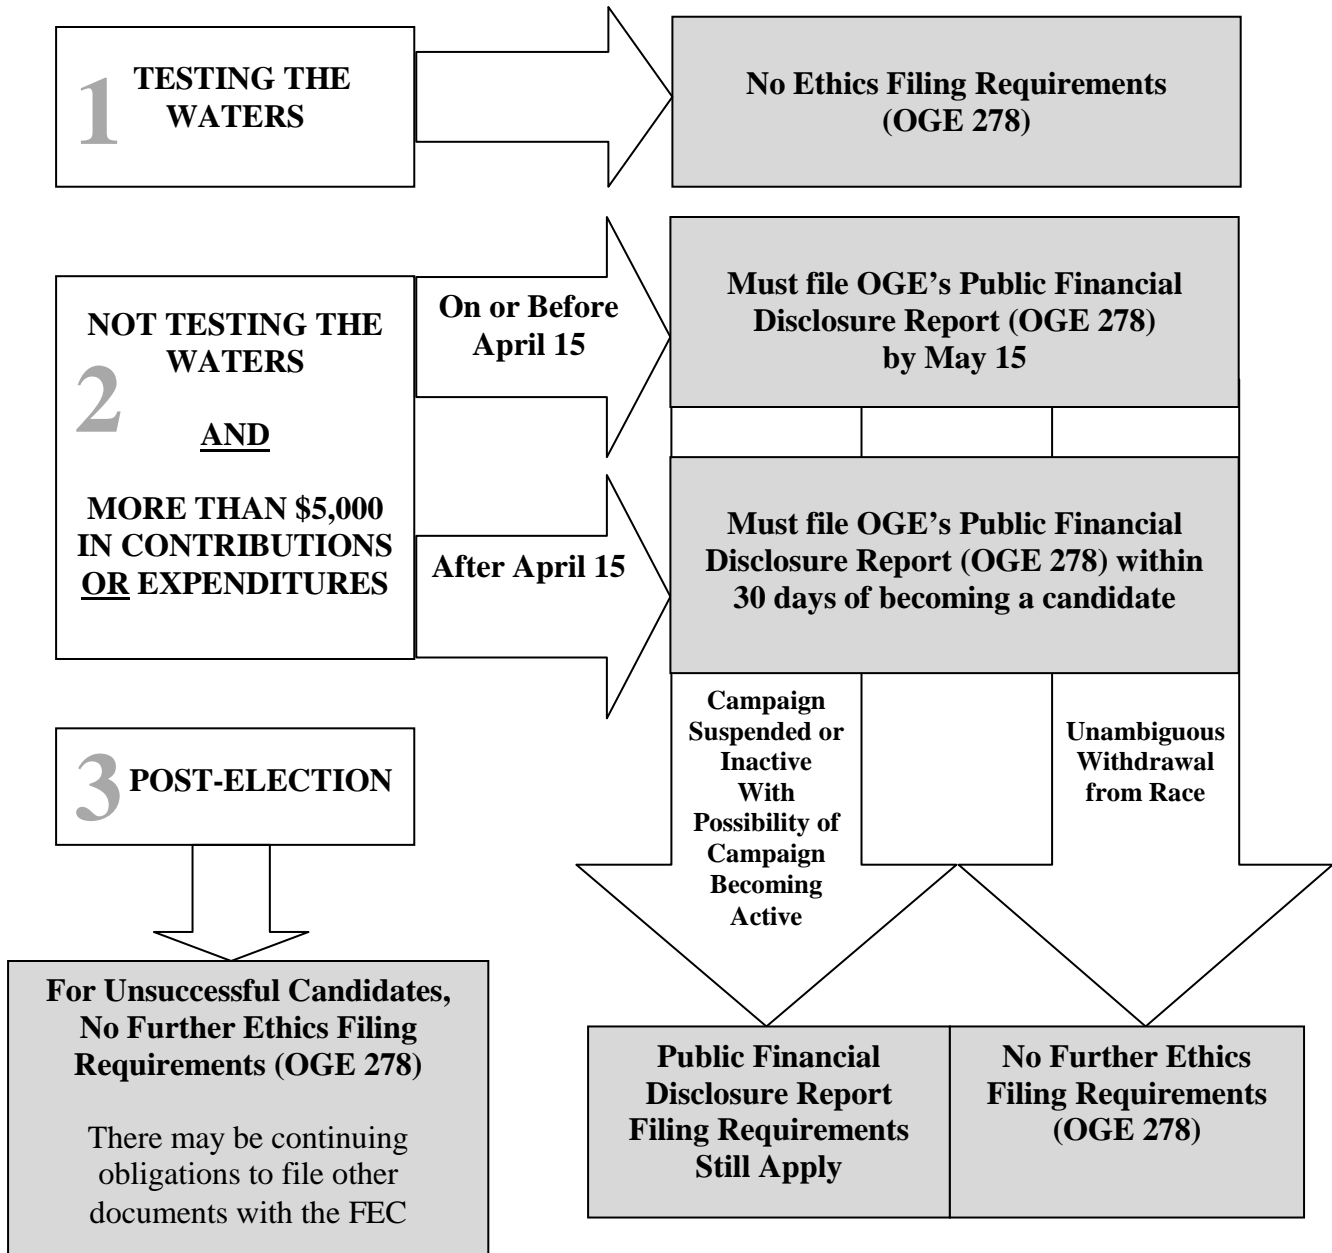 1
TESTING THE
WATERS
No Ethics Filing Requirements
(OGE 278)
2
NOT TESTING THE
WATERS
AND
MORE THAN $5,000
IN CONTRIBUTIONS
OR EXPENDITURES
On or Before
April 15
Must file OGE’s Public Financial
Disclosure Report (OGE 278)
by May 15
After April 15
Must file OGE’s Public Financial
Disclosure Report (OGE 278) within
30 days of becoming a candidate
Campaign
Suspended or
Inactive
With
Possibility of
Campaign
Becoming
Active
Unambiguous
Withdrawal
from Race
3
POST-ELECTION
For Unsuccessful Candidates,
No Further Ethics Filing
Requirements (OGE 278)
There may be continuing
obligations to file other
documents with the FEC
Public Financial
Disclosure Report
Filing Requirements
Still Apply
No Further Ethics
Filing Requirements
(OGE 278)